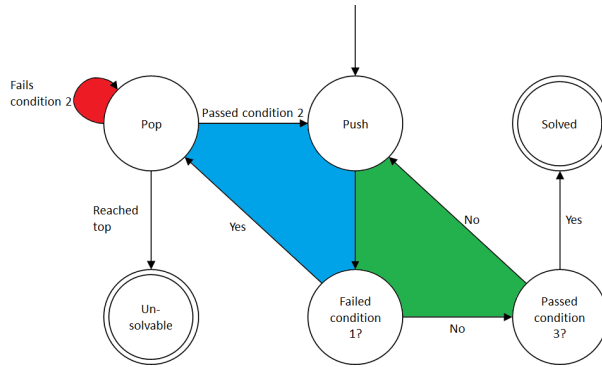 Fails
condition 2
Pop
Passed condition 2
Push
Solved
Reached
top
Yes
No
Yes
Un-
solvable
Failed
condition
1?
No
Passed
condition
3?